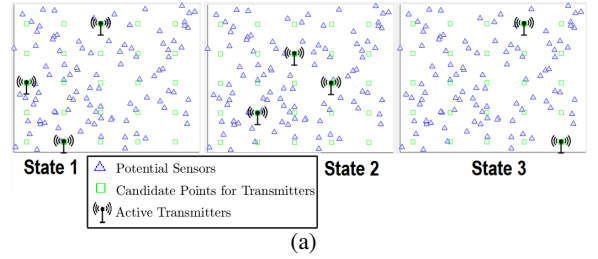 State 1
State 2
State 3
Potential Sensors
Candidate Points for Transmitters
Active Transmitters
(a)